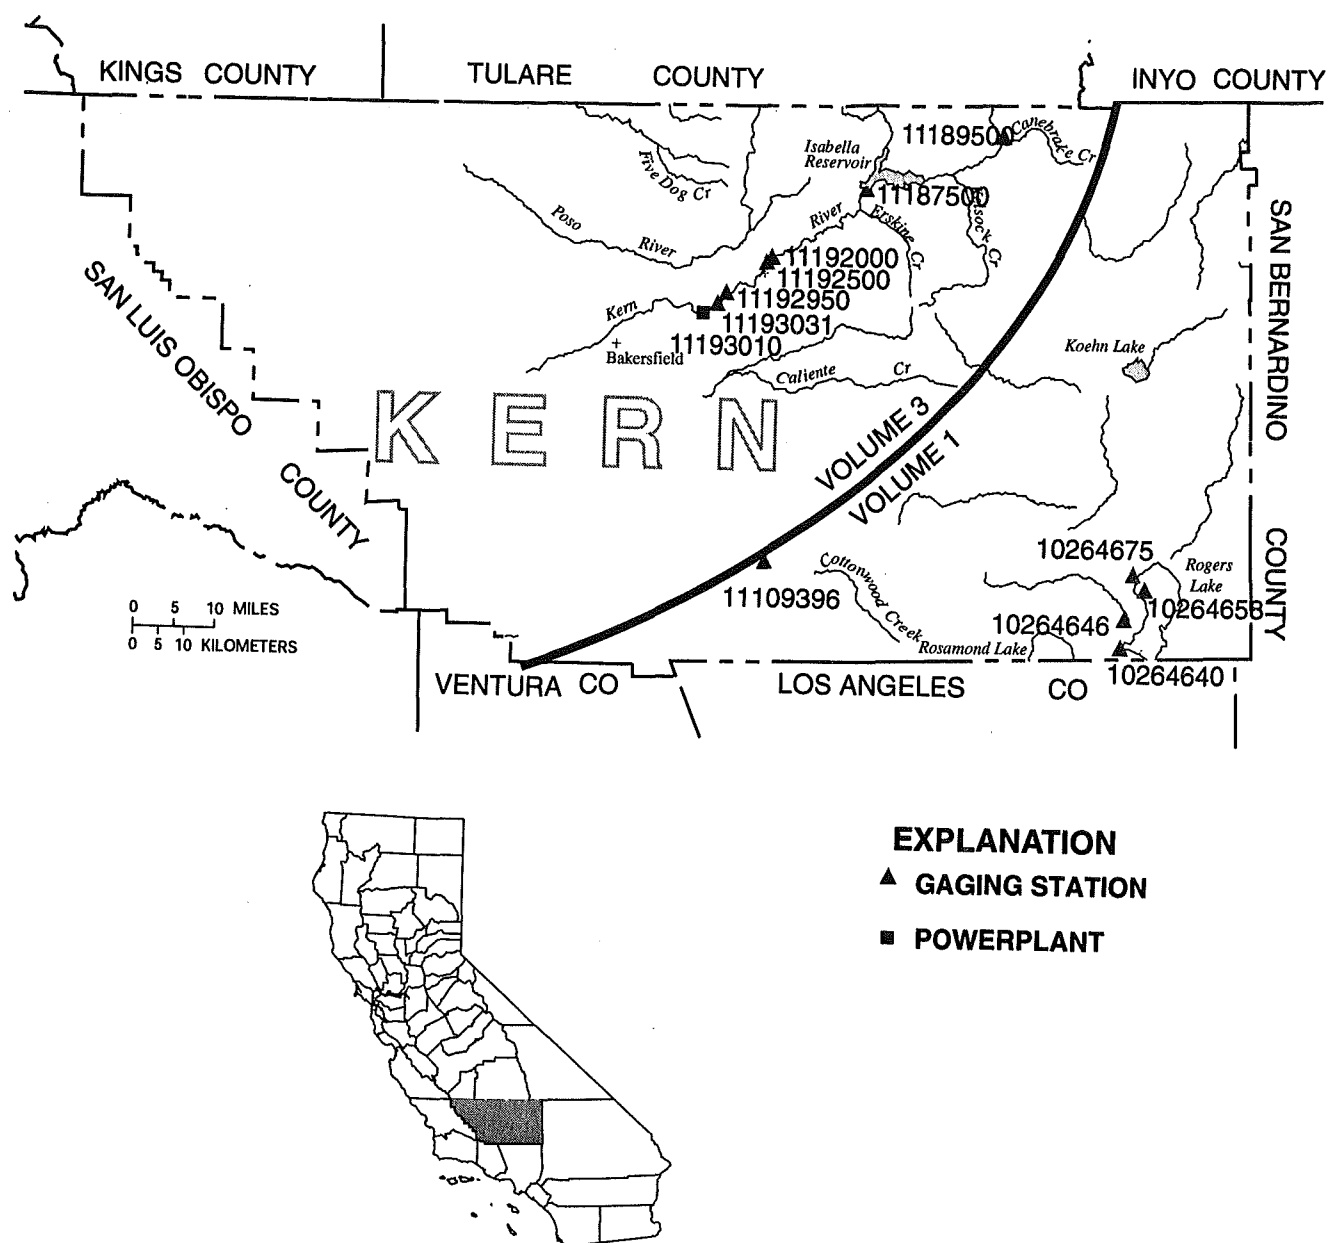 KINGS COUNTY
TULARE COUNTY
INYO COUNTY
11189500
Canebrake Cr
Isabella
Reservoir
Five Dog Cr
11187500
Poso
River
River
Erskine
Cr
Cr
SAN BERNARDINO
COUNTY
11192000
11192500
11192950
11193031
11193010
Kern
Bakersfield
SAN LUIS OBISPO
COUNTY
Koehn Lake
Caliente Cr
KERN
VOLUME 3
VOLUME 1
10264675
Rogers
Lake
10264658
11109396
Cottonwood Creek
10264646
Rosamond Lake
10264640
0 5 10 MILES
0 5 10 KILOMETERS
VENTURA CO
LOS ANGELES CO
EXPLANATION
GAGING STATION
POWERPLANT